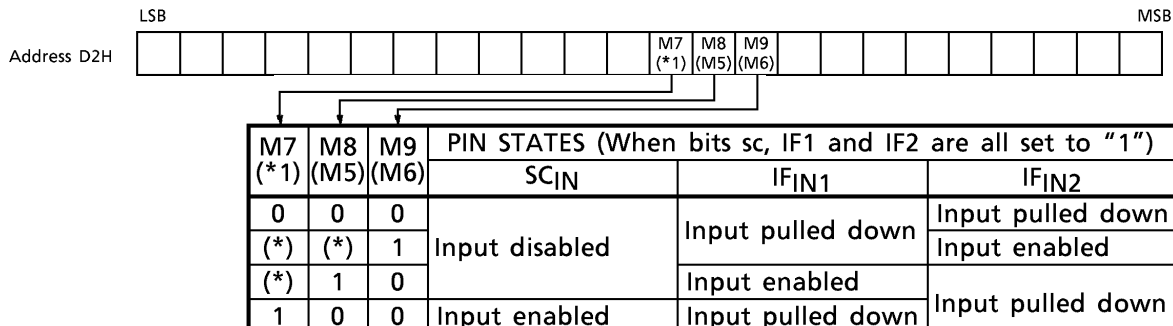 LSB MSB
Address D2H M7 M8 M9
(*1) (M5) (M6)
M7 M8 M9 PIN STATES (When bits sc, IF1 and IF2 are all set to “1”)
(*1) (M5) (M6) SCIN IFIN1 IFIN2
0 0 0 Input disabled Input pulled down Input pulled down
(*) (*) 1 Input enabled
(*) 1 0 Input enabled Input pulled down
1 0 0 Input enabled Input pulled down